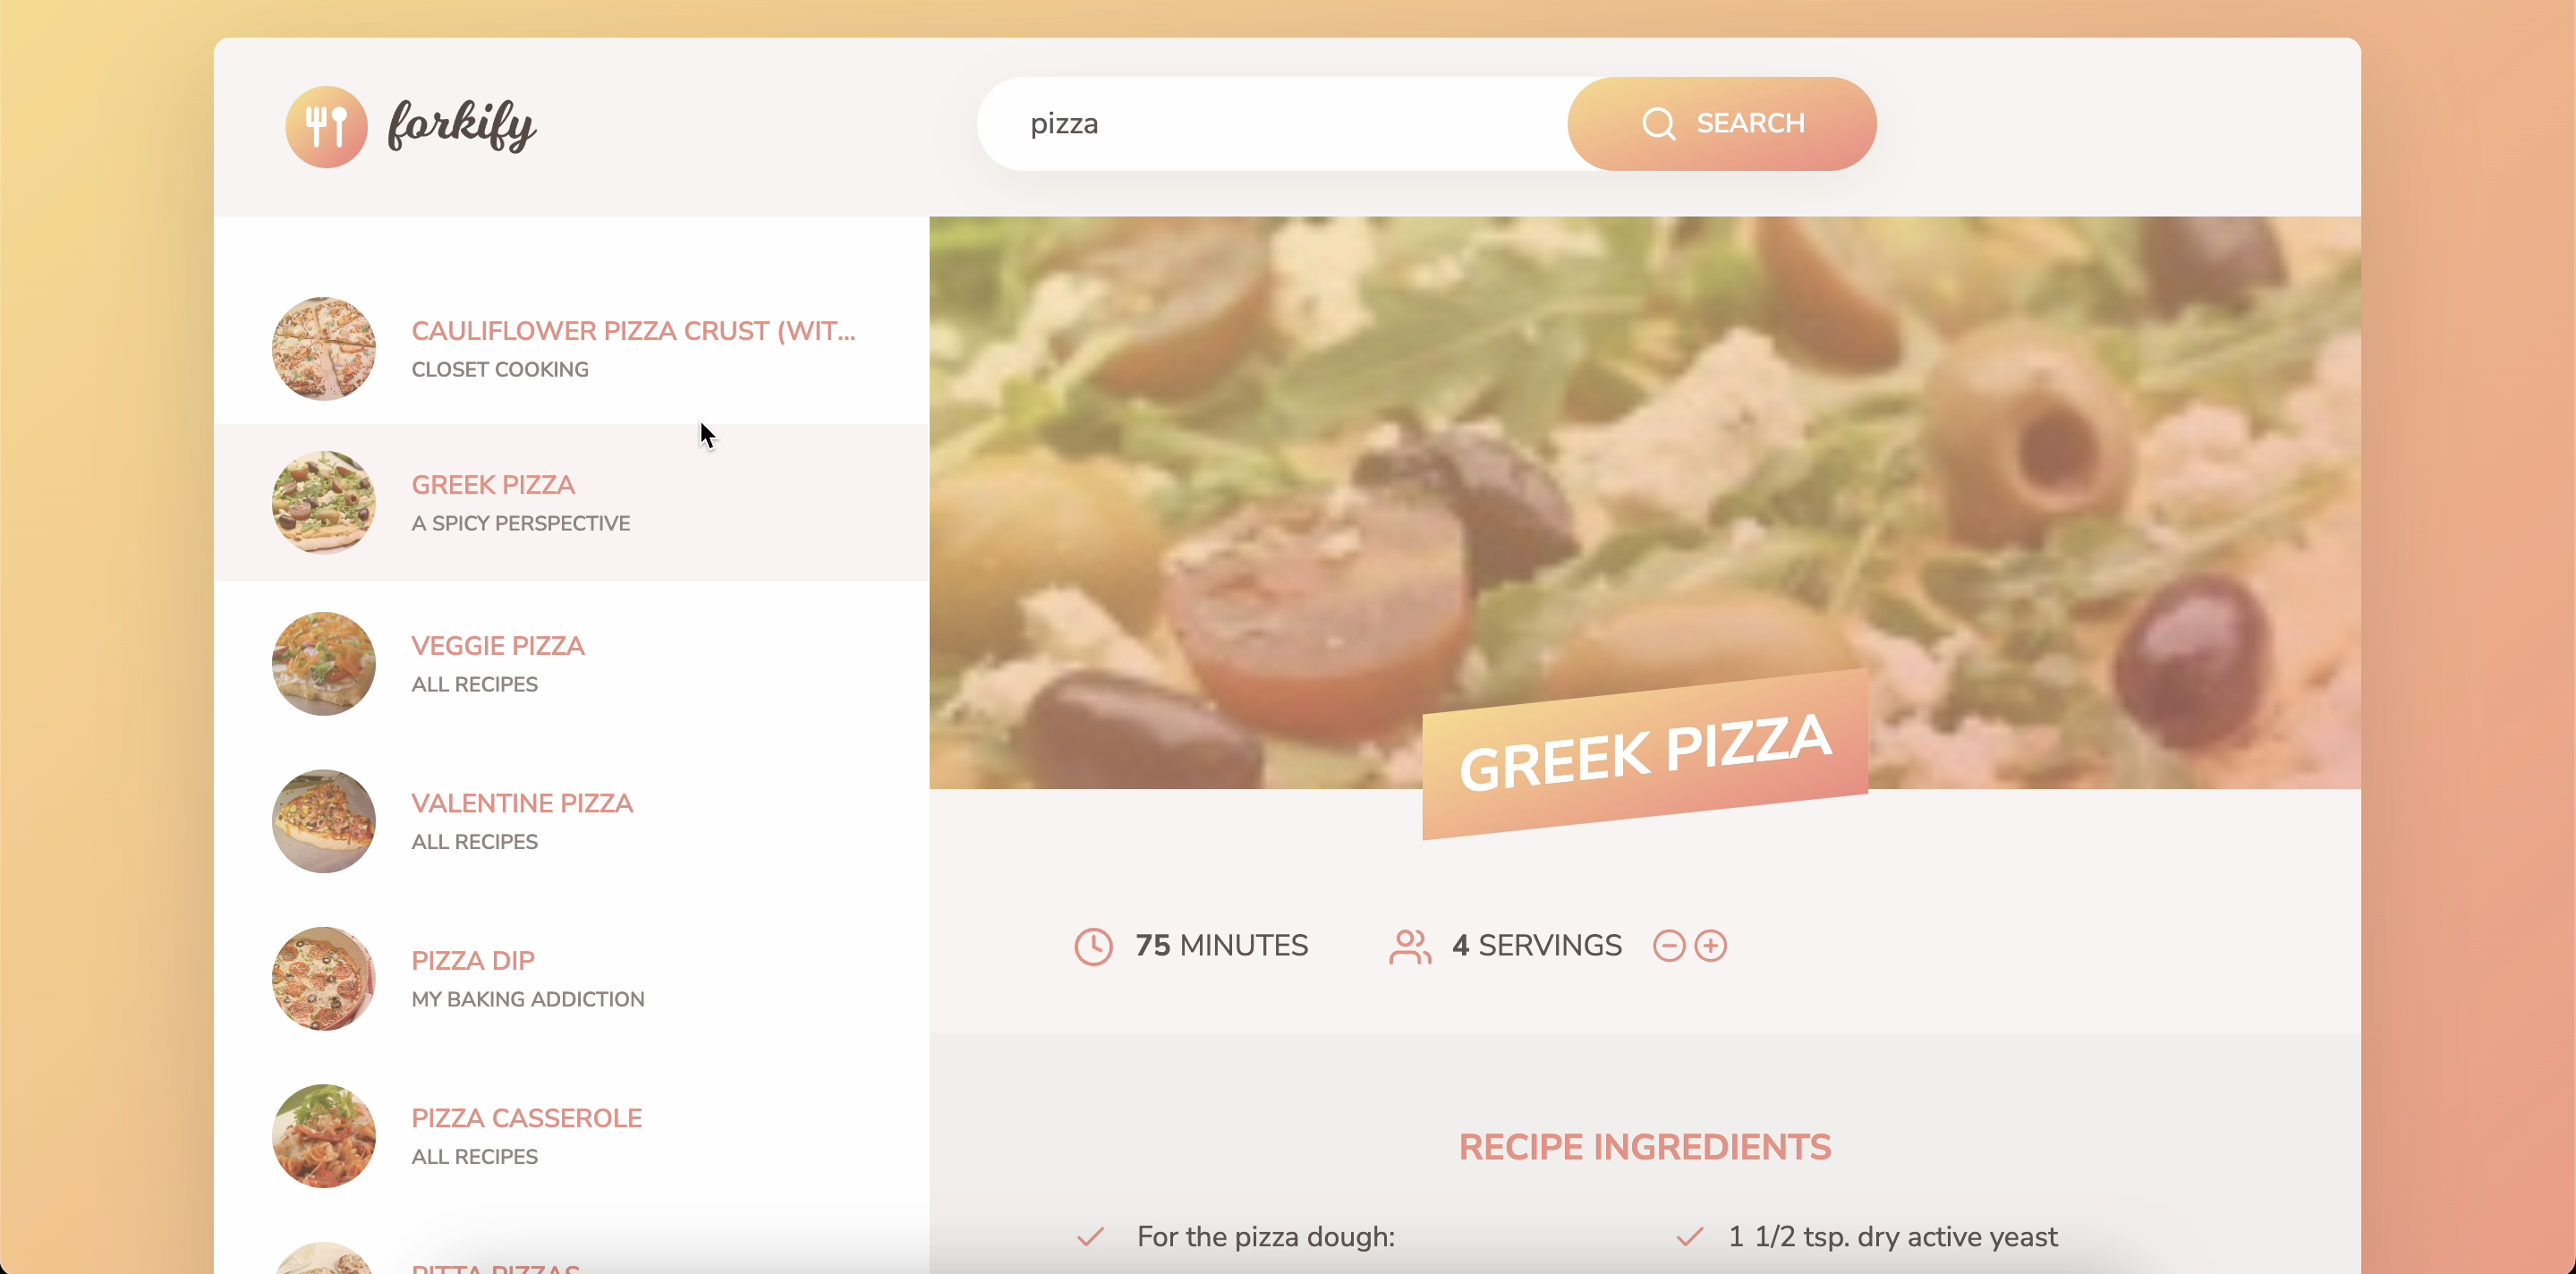 forkify
pizza
SEARCH
CAULIFLOWER PIZZA CRUST (WIT...
CLOSET COOKING
GREEK PIZZA
A SPICY PERSPECTIVE
VEGGIE PIZZA
ALL RECIPES
VALENTINE PIZZA
ALL RECIPES
PIZZA DIP
MY BAKING ADDICTION
PIZZA CASSEROLE
ALL RECIPES
PITTA PIZZAS
GREEK PIZZA
75 MINUTES
4 SERVINGS
RECIPE INGREDIENTS
For the pizza dough:
1 1/2 tsp. dry active yeast